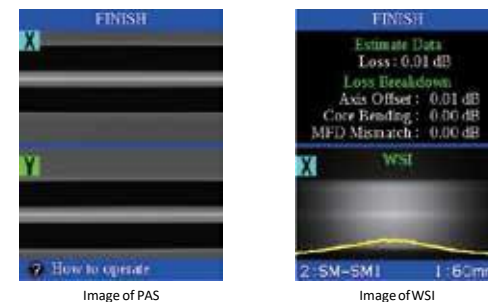 FINISH
X
Y
? How to operate
Image of PAS
FINISH
Estimate Data
Loss : 0.01 dB
Loss Breakdown
Axis Offset : 0.01 dB
Core Bending : 0.00 dB
MFD Mismatch : 0.00 dB
X WSI
2:SM-SM1 1:60mm
Image of WSI